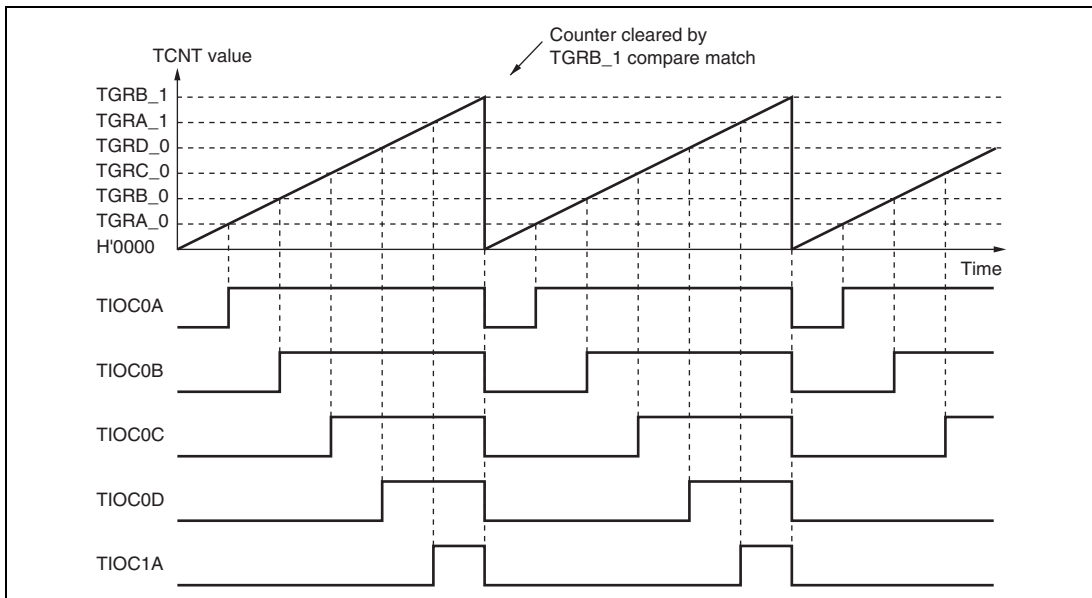 Counter cleared by
TGRB_1 compare match
TCNT value
TGRB_1
TGRA_1
TGRD_0
TGRC_0
TGRB_0
TGRA_0
H'0000
Time
TIOC0A
TIOC0B
TIOC0C
TIOC0D
TIOC1A